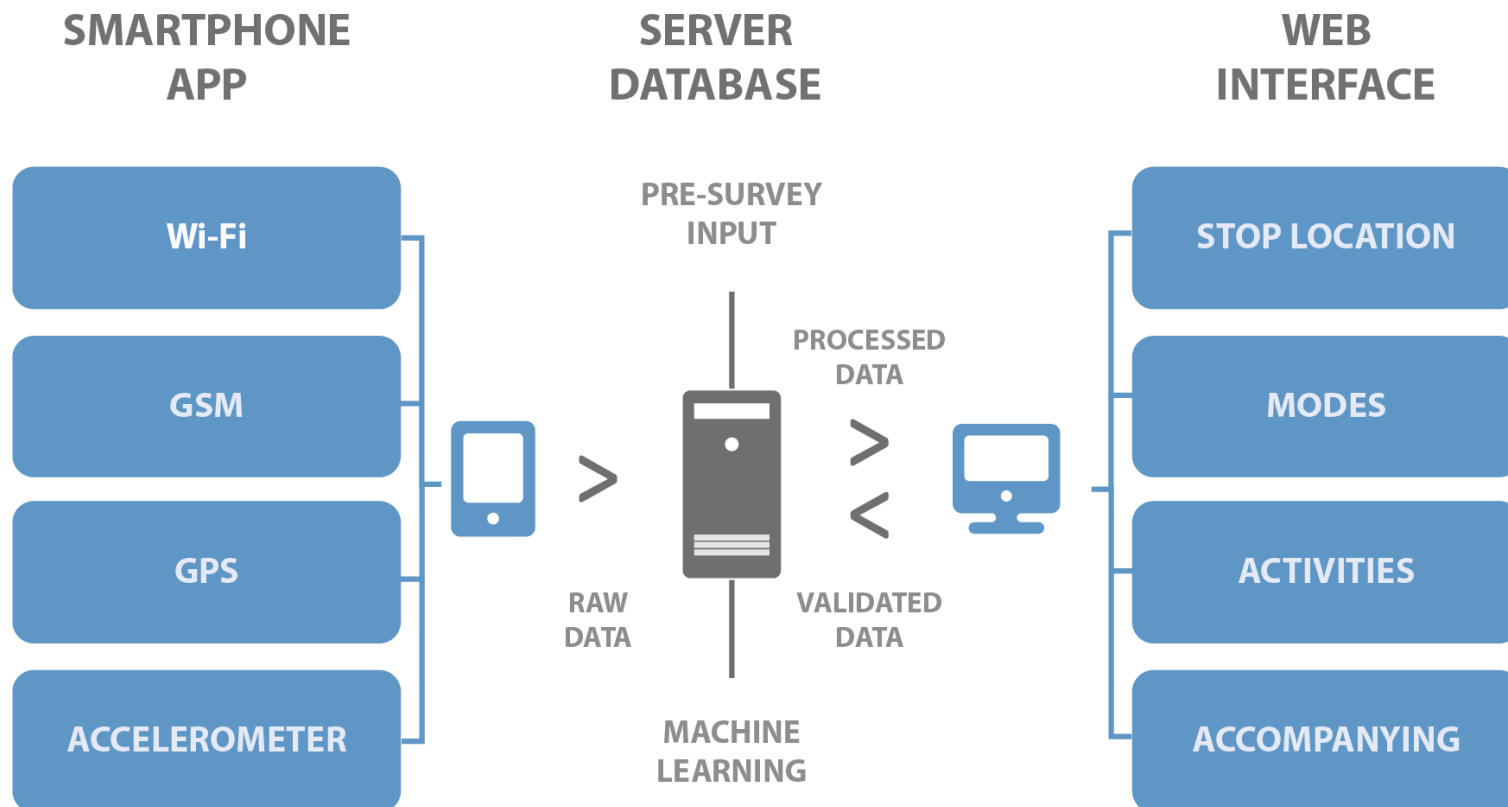 SMARTPHONE
APP
SERVER
DATABASE
WEB
INTERFACE
Wi-Fi
GSM
GPS
ACCELEROMETER
RAW
DATA
PRE-SURVEY
INPUT
PROCESSED
DATA
>
>
<
VALIDATED
DATA
MACHINE
LEARNING
STOP LOCATION
MODES
ACTIVITIES
ACCOMPANYING